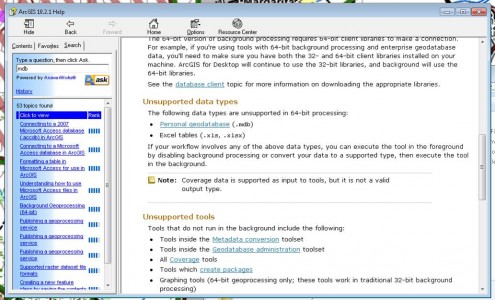 ArcGIS 10.2.1 Help
Hide Back Forward Home Options Resource Center
Contents Favorites Search
Type a question, then click Ask.
mdb
ask
History
63 topics found
Click to view Rank
Connecting to a 2007
Microsoft Access database
(.accdb) in ArcGIS
Connecting to a Microsoft
Access database in ArcGIS
Formatting a table in
Microsoft Access for use in
ArcGIS
Understanding how to use
Microsoft Access files in
ArcGIS
Background Geoprocessing
(64-bit)
Publishing a geoprocessing
service
Publishing a geoprocessing
service
Publishing a geoprocessing
service
Supported raster dataset file
formats
Creating a new feature
The 64-bit version of background processing requires 64-bit client libraries to make a connection.
For example, if you're using tools with 64-bit background processing and enterprise geodatabase
data, you'll need to make sure you have both the 32- and 64-bit client libraries installed on your
machine. ArcGIS for Desktop will continue to use the 32-bit libraries, and background will use the
64-bit libraries.
See the database client topic for more information on downloading the appropriate libraries.
Unsupported data types
The following data types are unsupported in 64-bit processing:
• Personal geodatabase (.mdb)
• Excel tables (.xls, .xlsx)
If your workflow involves any of the above data types, you can execute the tool in the foreground
by disabling background processing or convert your data to a supported type, then execute the tool
in the background.
Note: Coverage data is supported as input to tools, but it is not a valid
output type.
Unsupported tools
Tools that do not run in the background include the following:
• Tools inside the Metadata conversion toolset
• Tools inside the Geodatabase administration toolset
• All Coverage tools
• Tools which create packages
• Graphing tools (64-bit geoprocessing only; these tools work in traditional 32-bit background
processing)